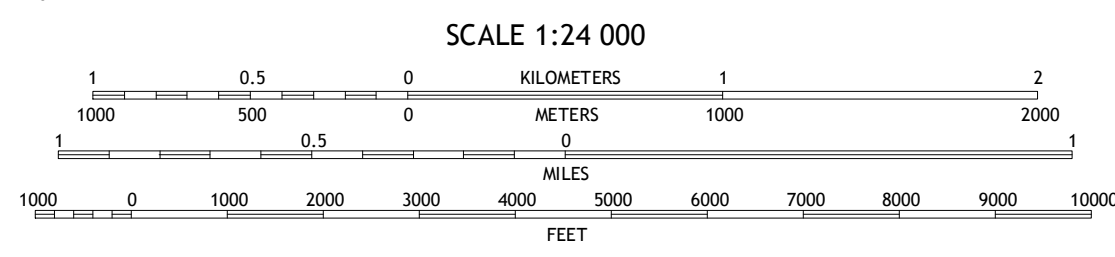 SCALE 1:24 000
1 0.5 0 KILOMETERS 1 2
1000 500 0 METERS 1000 2000
1 0.5 0 1
MILES
1000 0 1000 2000 3000 4000 5000 6000 7000 8000 9000 10000
FEET